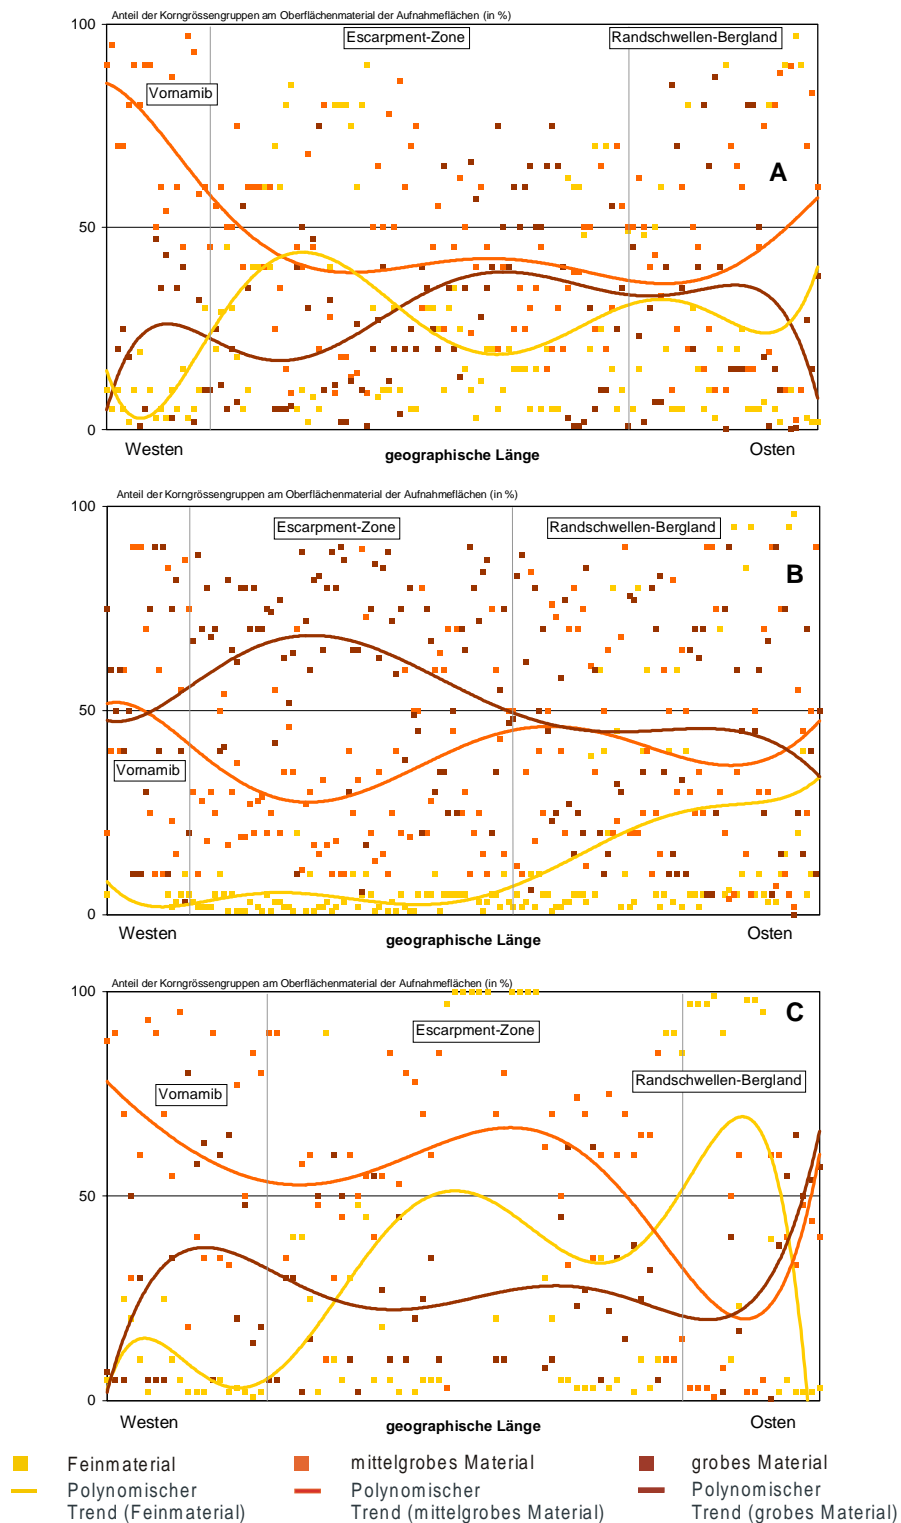 Anteil der Korngrössengruppen am Oberflächenmaterial der Aufnahmeflächen (in %)
100
Escarpment-Zone
Randschwellen-Bergland
Vornamib
A
50
0
Westen
geographische Länge
Osten
Anteil der Korngrössengruppen am Oberflächenmaterial der Aufnahmeflächen (in %)
100
Escarpment-Zone
Randschwellen-Bergland
B
50
Vornamib
0
Westen
geographische Länge
Osten
Anteil der Korngrössengruppen am Oberflächenmaterial der Aufnahmeflächen (in %)
100
C
Escarpment-Zone
Randschwellen-Bergland
Vornamib
50
0
Westen
geographische Länge
Osten
Feinmaterial
mittelgrobes Material
grobes Material
Polynomischer
Trend (Feinmaterial)
Polynomischer
Trend (mittelgrobes Material)
Polynomischer
Trend (grobes Material)